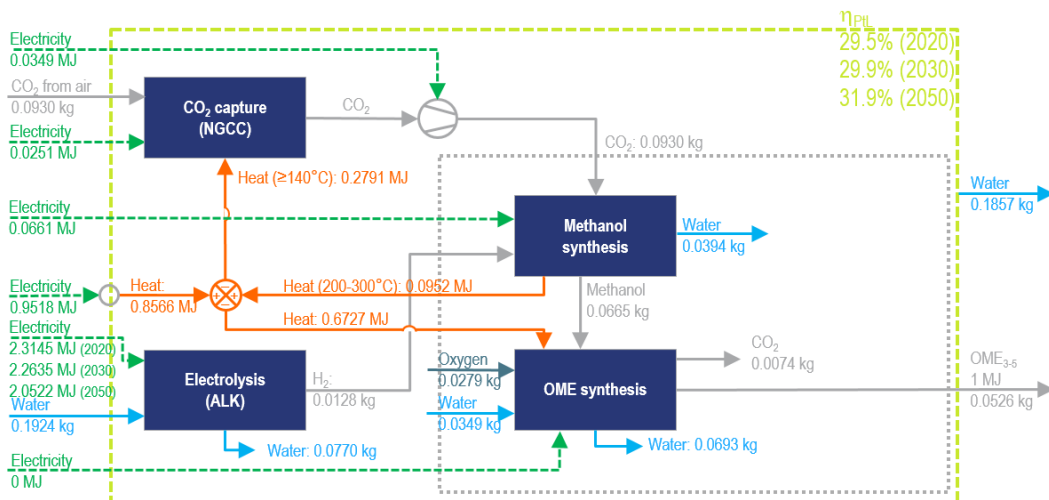 η_PtL
29.5% (2020)
29.9% (2030)
31.9% (2050)
Electricity
0.0349 MJ
CO₂ from air
0.0930 kg
Electricity
0.0251 MJ
CO₂ capture
(NGCC)
CO₂
CO₂: 0.0930 kg
Heat (≥140°C): 0.2791 MJ
Electricity
0.0661 MJ
Methanol
synthesis
Water
0.0394 kg
Water
0.1857 kg
Electricity
0.9518 MJ
Heat:
0.8566 MJ
Heat (200-300°C): 0.0952 MJ
Methanol
0.0665 kg
Heat: 0.6727 MJ
Electricity
2.3145 MJ (2020)
2.2635 MJ (2030)
2.0522 MJ (2050)
Water
0.1924 kg
Electrolysis
(ALK)
H₂:
0.0128 kg
Water: 0.0770 kg
Oxygen
0.0279 kg
Water
0.0349 kg
OME synthesis
CO₂
0.0074 kg
OME₃₋₅
1 MJ
0.0526 kg
Water: 0.0693 kg
Electricity
0 MJ